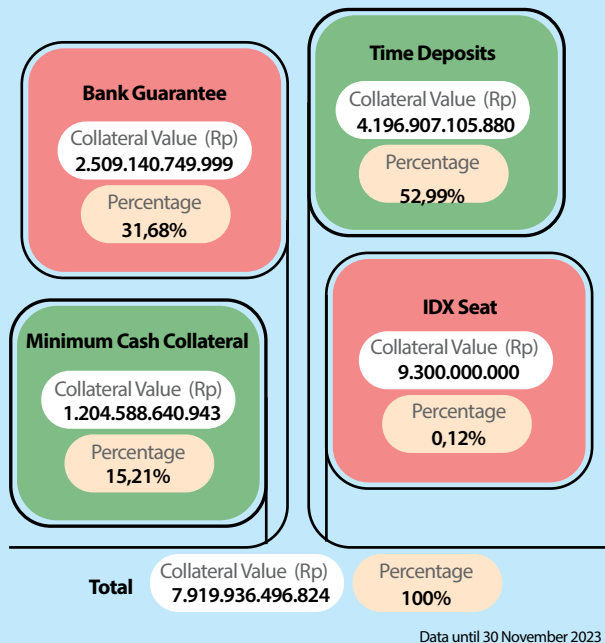 Bank Guarantee
Collateral Value (Rp)
2.509.140.749.999
Percentage
31,68%
Time Deposits
Collateral Value (Rp)
4.196.907.105.880
Percentage
52,99%
Minimum Cash Collateral
Collateral Value (Rp)
1.204.588.640.943
Percentage
15,21%
IDX Seat
Collateral Value (Rp)
9.300.000.000
Percentage
0,12%
Total
Collateral Value (Rp)
7.919.936.496.824
Percentage
100%
Data until 30 November 2023